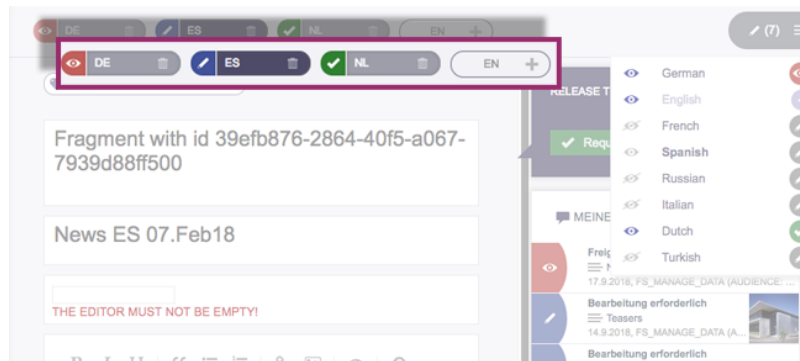 DE ES NL EN
DE ES NL EN
(7)
German
English
French
Spanish
Russian
Italian
Dutch
Turkish
RELEASE T
Requ
Fragment with id 39efb876-2864-40f5-a067-
7939d88ff500
News ES 07.Feb18
THE EDITOR MUST NOT BE EMPTY!
MEINE
Freig
N
17.9.2018, FS_MANAGE_DATA (AUDIENCE: ...
Bearbeitung erforderlich
Teasers
14.9.2018, FS_MANAGE_DATA (A...
Bearbeitung erforderlich